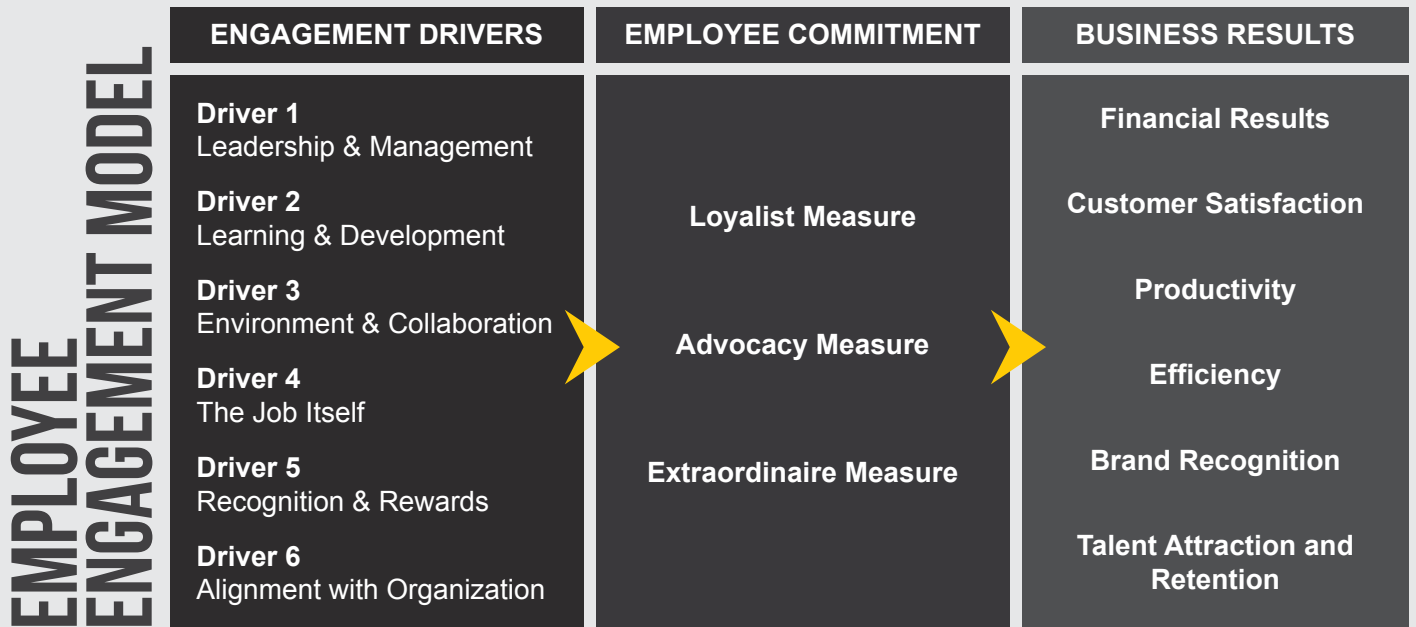 EMPLOYEE
ENGAGEMENT MODEL
ENGAGEMENT DRIVERS
Driver 1
Leadership & Management
Driver 2
Learning & Development
Driver 3
Environment & Collaboration
Driver 4
The Job Itself
Driver 5
Recognition & Rewards
Driver 6
Alignment with Organization
EMPLOYEE COMMITMENT
Loyalist Measure
Advocacy Measure
Extraordinaire Measure
BUSINESS RESULTS
Financial Results
Customer Satisfaction
Productivity
Efficiency
Brand Recognition
Talent Attraction and
Retention